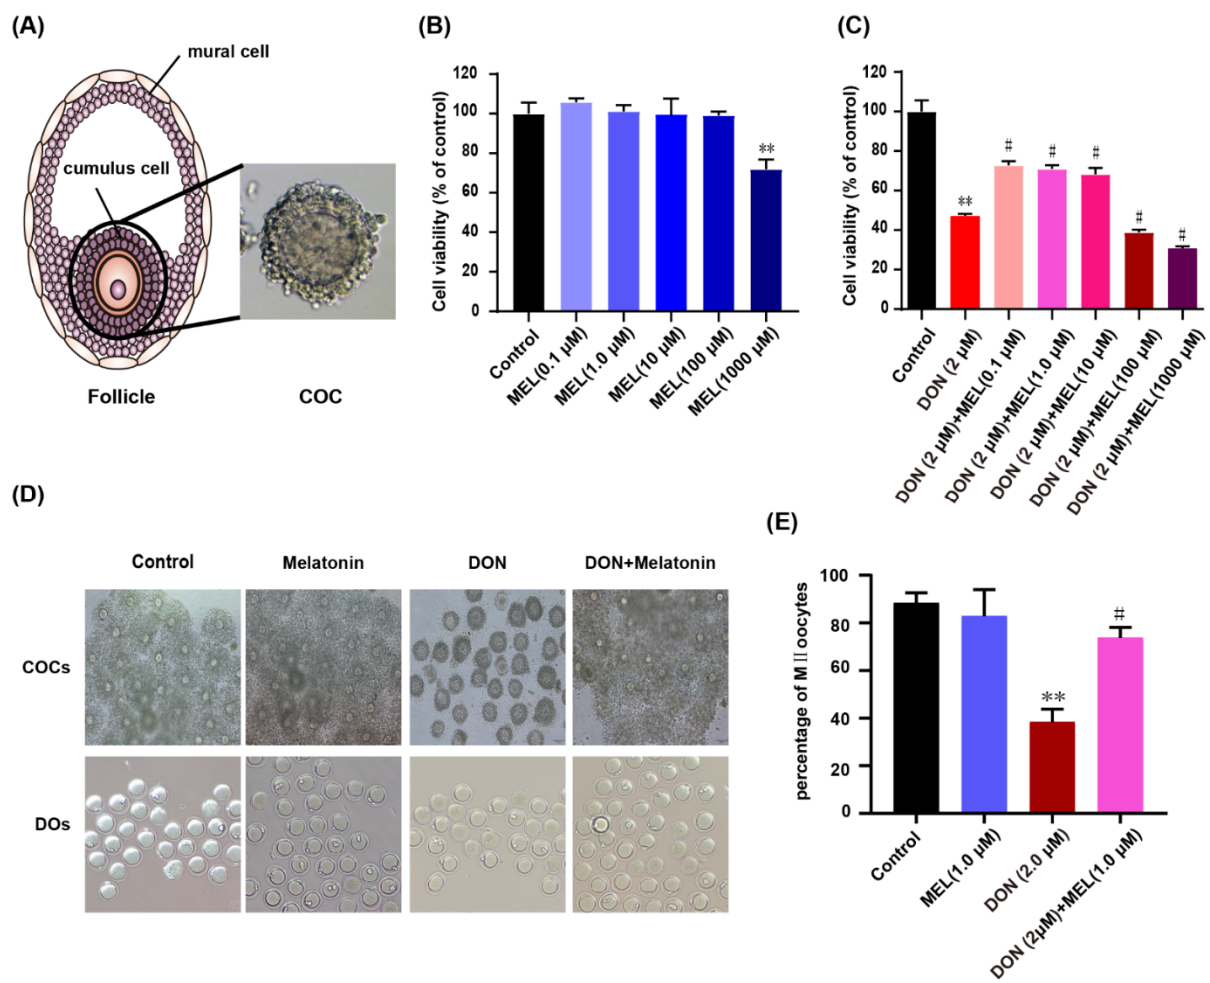 (A)
mural cell
cumulus cell
Follicle
COC
(B)
Cell viability (% of control)
120
100
80
60
40
20
0
**
Control
MEL(0.1 μM)
MEL(1.0 μM)
MEL(10 μM)
MEL(100 μM)
MEL(1000 μM)
(C)
Cell viability (% of control)
120
100
80
60
40
20
0
**
#
#
#
#
#
Control
DON (2 μM)
DON (2 μM)+MEL(0.1 μM)
DON (2 μM)+MEL(1.0 μM)
DON (2 μM)+MEL(10 μM)
DON (2 μM)+MEL(100 μM)
DON (2 μM)+MEL(1000 μM)
(D)
Control
Melatonin
DON
DON+Melatonin
COCs
DOs
(E)
percentage of M II oocytes
100
80
60
40
20
0
**
#
Control
MEL(1.0 μM)
DON (2.0 μM)
DON (2μM)+MEL(1.0 μM)